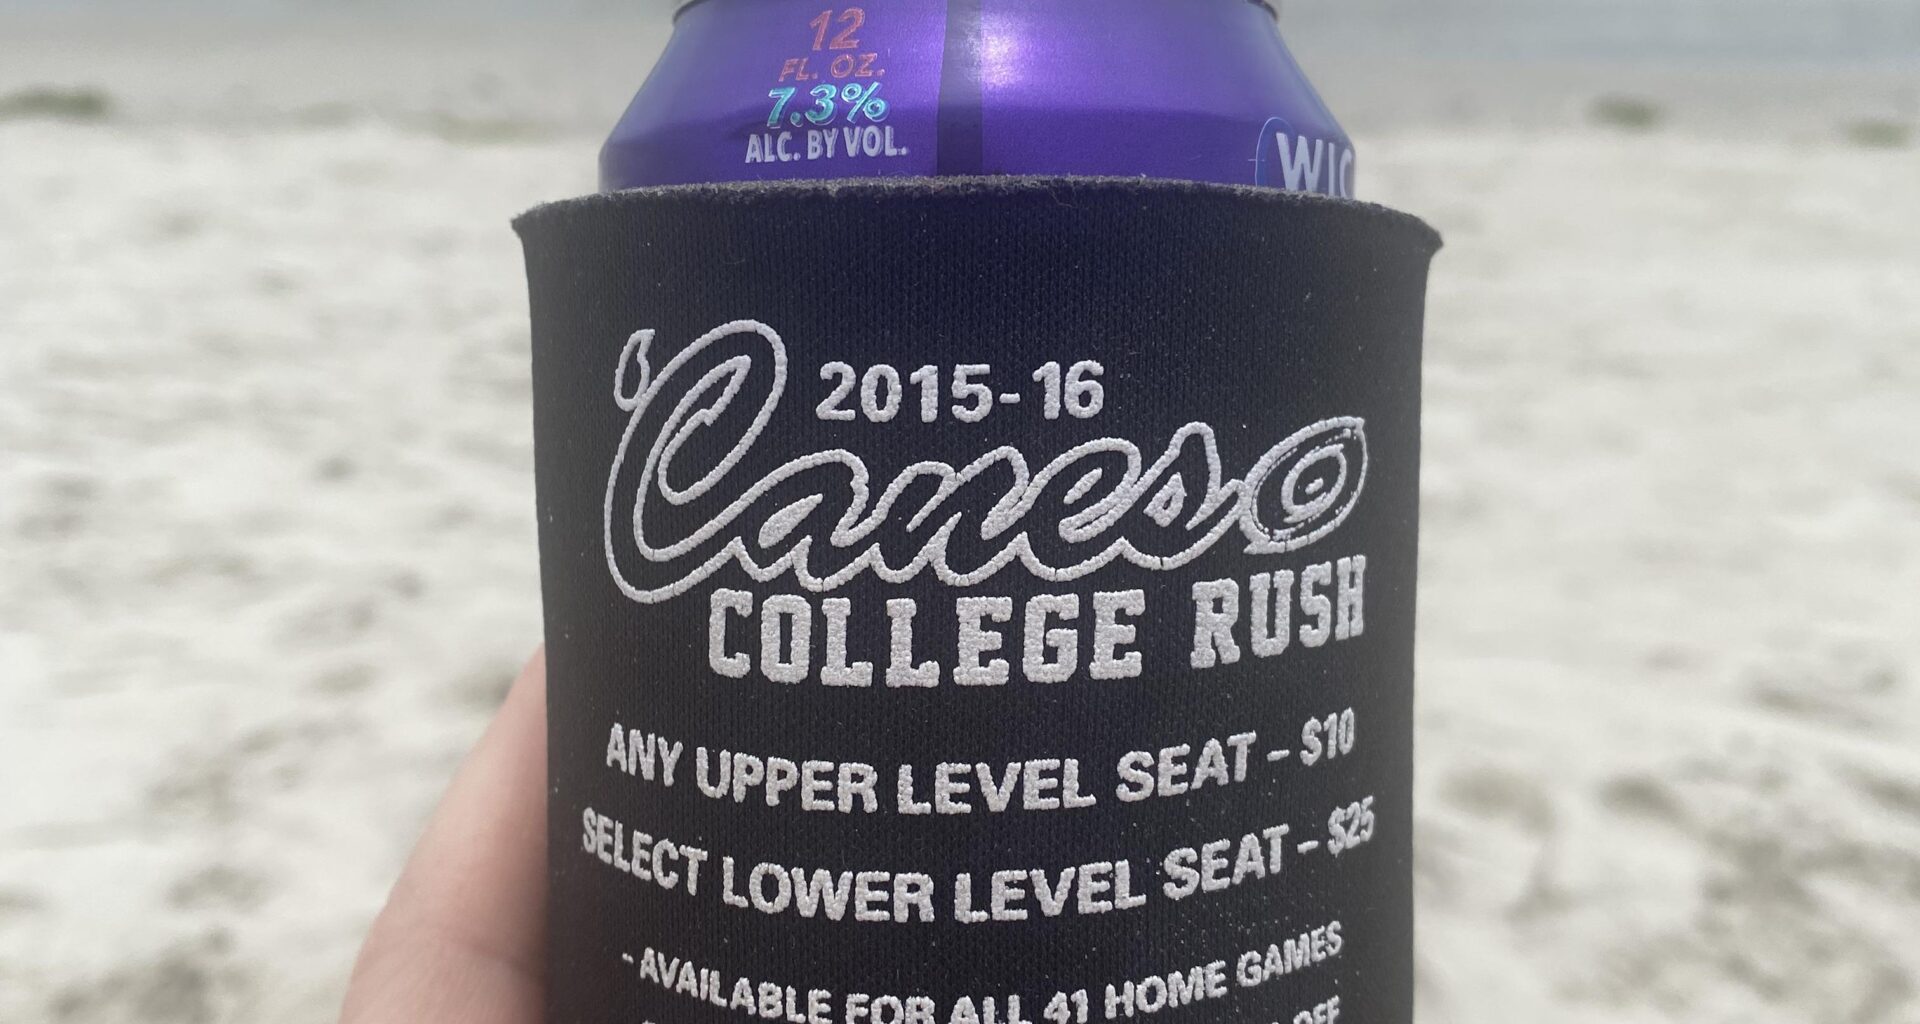 12
FL. OZ.
7.3%
ALC. BY VOL.
2015-16
'Canes
COLLEGE RUSH
ANY UPPER LEVEL SEAT – $10
SELECT LOWER LEVEL SEAT – $25
- AVAILABLE FOR ALL 41 HOME GAMES